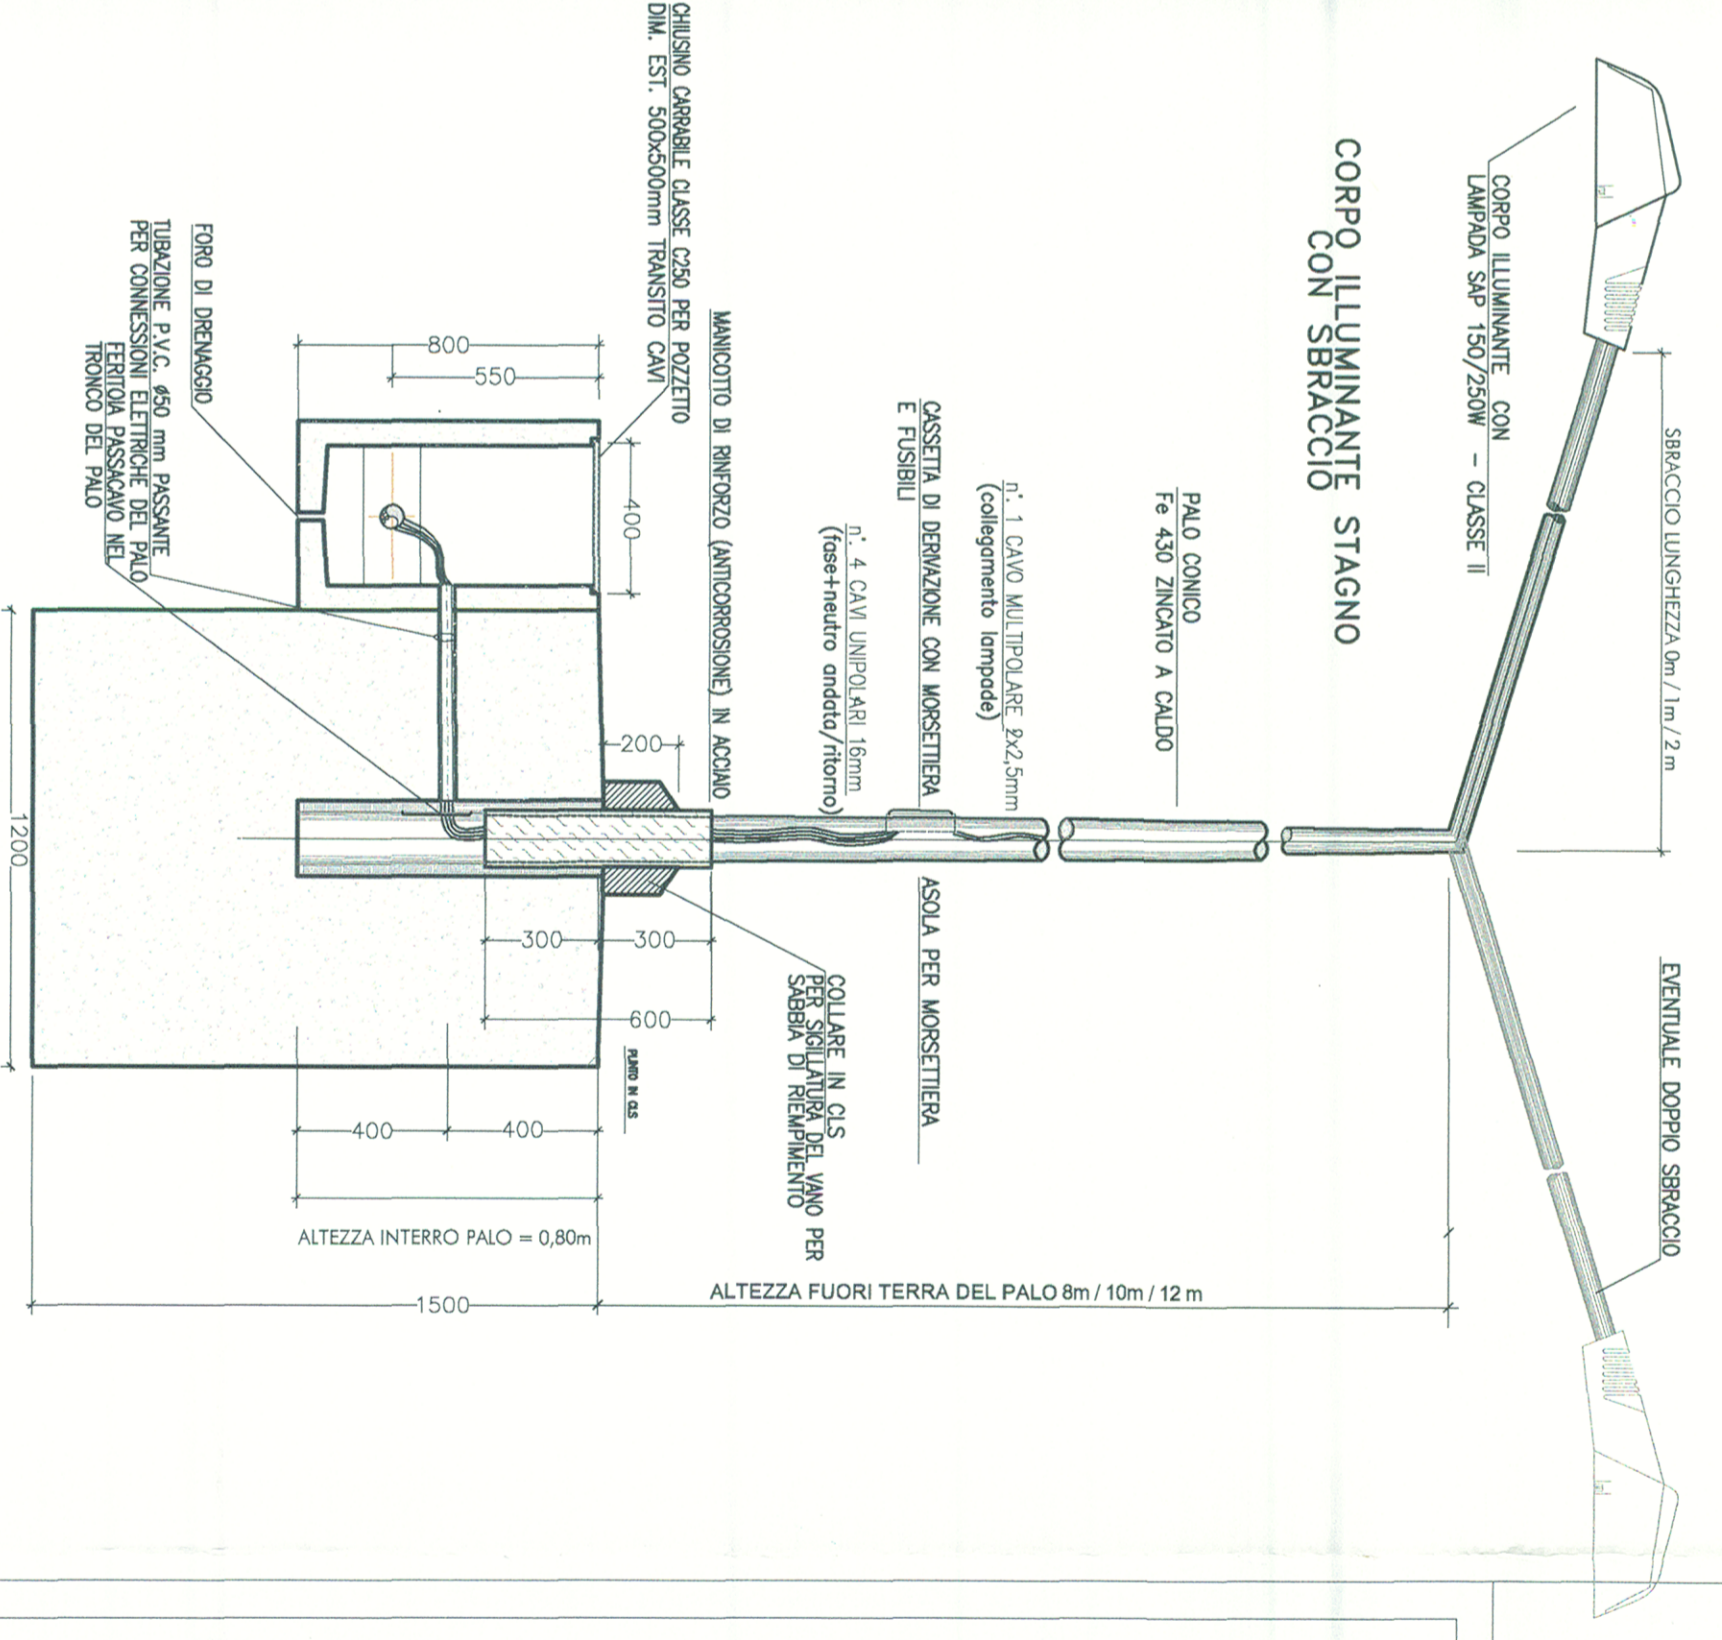 SBRACCIO LUNGHEZZA 0m / 1m / 2 m
EVENTUALE DOPPIO SBRACCIO
CORPO ILLUMINANTE CON
LAMPADA SAP 150/250W - CLASSE II
CORPO ILLUMINANTE STAGNO
CON SBRACCIO
PALO CONICO
Fe 430 ZINCATO A CALDO
n°. 1 CAVO MULTIPOLARE 2x2,5mm
(collegamento lampade)
CASSETTA DI DERIVAZIONE CON MORSETTIERA
E FUSIBILI
ASOLA PER MORSETTIERA
n°. 4 CAVI UNIPOLARI 16mm
(fase+neutro andata/ritorno)
COLLARE IN CLS
PER SIGILLATURA DEL VANO PER
SABBIA DI RIEMPIMENTO
MANICOTTO DI RINFORZO (ANTICORROSIONE) IN ACCIAIO
CHIUSINO CARRABILE CLASSE C250 PER POZZETTO
DIM. EST. 500x500mm TRANSITO CAVI
PLINTO IN CLS
200
400
300
300
600
800
550
400
400
ALTEZZA INTERRO PALO = 0,80m
ALTEZZA FUORI TERRA DEL PALO 8m / 10m / 12 m
1500
FORO DI DRENAGGIO
TUBAZIONE P.V.C. ø50 mm PASSANTE
PER CONNESSIONI ELETTRICHE DEL PALO
FERITOIA PASSACAVO NEL
TRONCO DEL PALO
1200